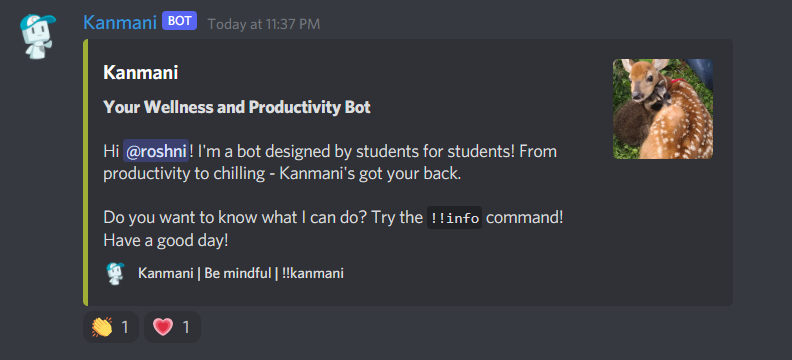 Kanmani BOT Today at 11:37 PM
Kanmani
Your Wellness and Productivity Bot
Hi @roshni! I'm a bot designed by students for students! From
productivity to chilling - Kanmani's got your back.
Do you want to know what I can do? Try the !!info command!
Have a good day!
Kanmani | Be mindful | !!kanmani
1 1